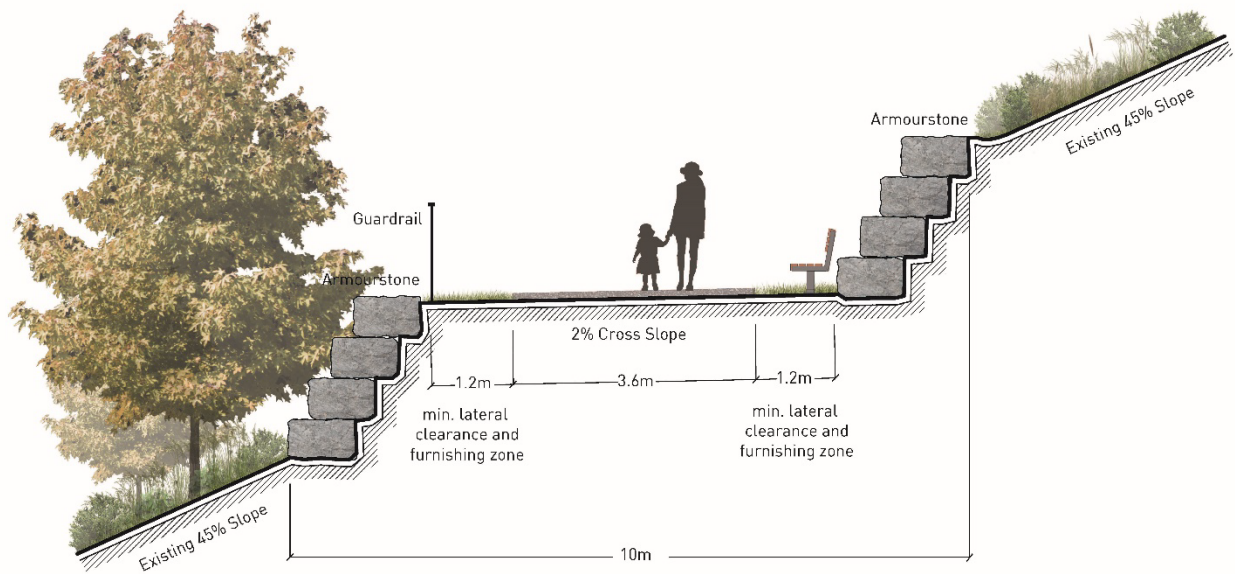 Armourstone
Existing 45% Slope
Guardrail
Armourstone
2% Cross Slope
1.2m
3.6m
1.2m
min. lateral
clearance and
furnishing zone
min. lateral
clearance and
furnishing zone
Existing 45% Slope
10m